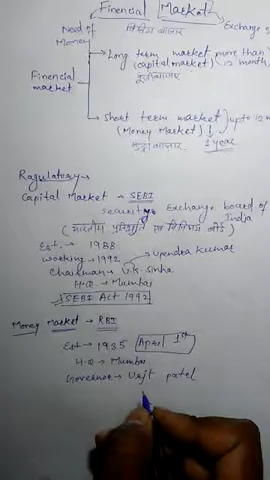 Financial Market
Need of Money
वित्तीय बाजार
Exchange of
Financial market
Long term market more than
(capital market) 12 month
पूंजी बाजार
Short term market upto 12 m
(Money Market) 1 year
मुद्रा बाजार
Ragulatory→
Capital Market → SEBI
security Exchange board of India
(भारतीय प्रतिभूति एवं विनिमय बोर्ड)
Est. → 1988
working → 1992 → Upendra Kumar
Chairman → U.K. Sinha
H.Q → Mumbai
SEBI Act 1992
Money Market → RBI
Est → 1935 April 1st
H.Q → Mumbai
Governor → Urjit patel